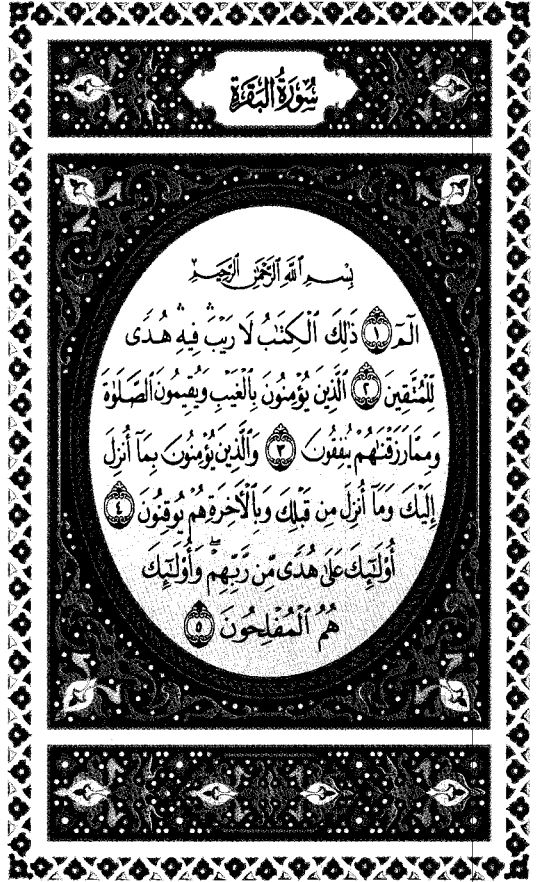 سُورَةُ البَقَرَةِ
بِسْمِ ٱللَّهِ ٱلرَّحْمَٰنِ ٱلرَّحِيمِ
الٓمٓ ١ ذَٰلِكَ ٱلْكِتَٰبُ لَا رَيْبَۛ فِيهِۛ هُدًى
لِّلْمُتَّقِينَ ٢ ٱلَّذِينَ يُؤْمِنُونَ بِٱلْغَيْبِ وَيُقِيمُونَ ٱلصَّلَوٰةَ
وَمِمَّا رَزَقْنَٰهُمْ يُنفِقُونَ ٣ وَٱلَّذِينَ يُؤْمِنُونَ بِمَآ أُنزِلَ
إِلَيْكَ وَمَآ أُنزِلَ مِن قَبْلِكَ وَبِٱلْأَخِرَةِ هُمْ يُوقِنُونَ ٤
أُوْلَٰٓئِكَ عَلَىٰ هُدًى مِّن رَّبِّهِمْۖ وَأُوْلَٰٓئِكَ
هُمُ ٱلْمُفْلِحُونَ ٥